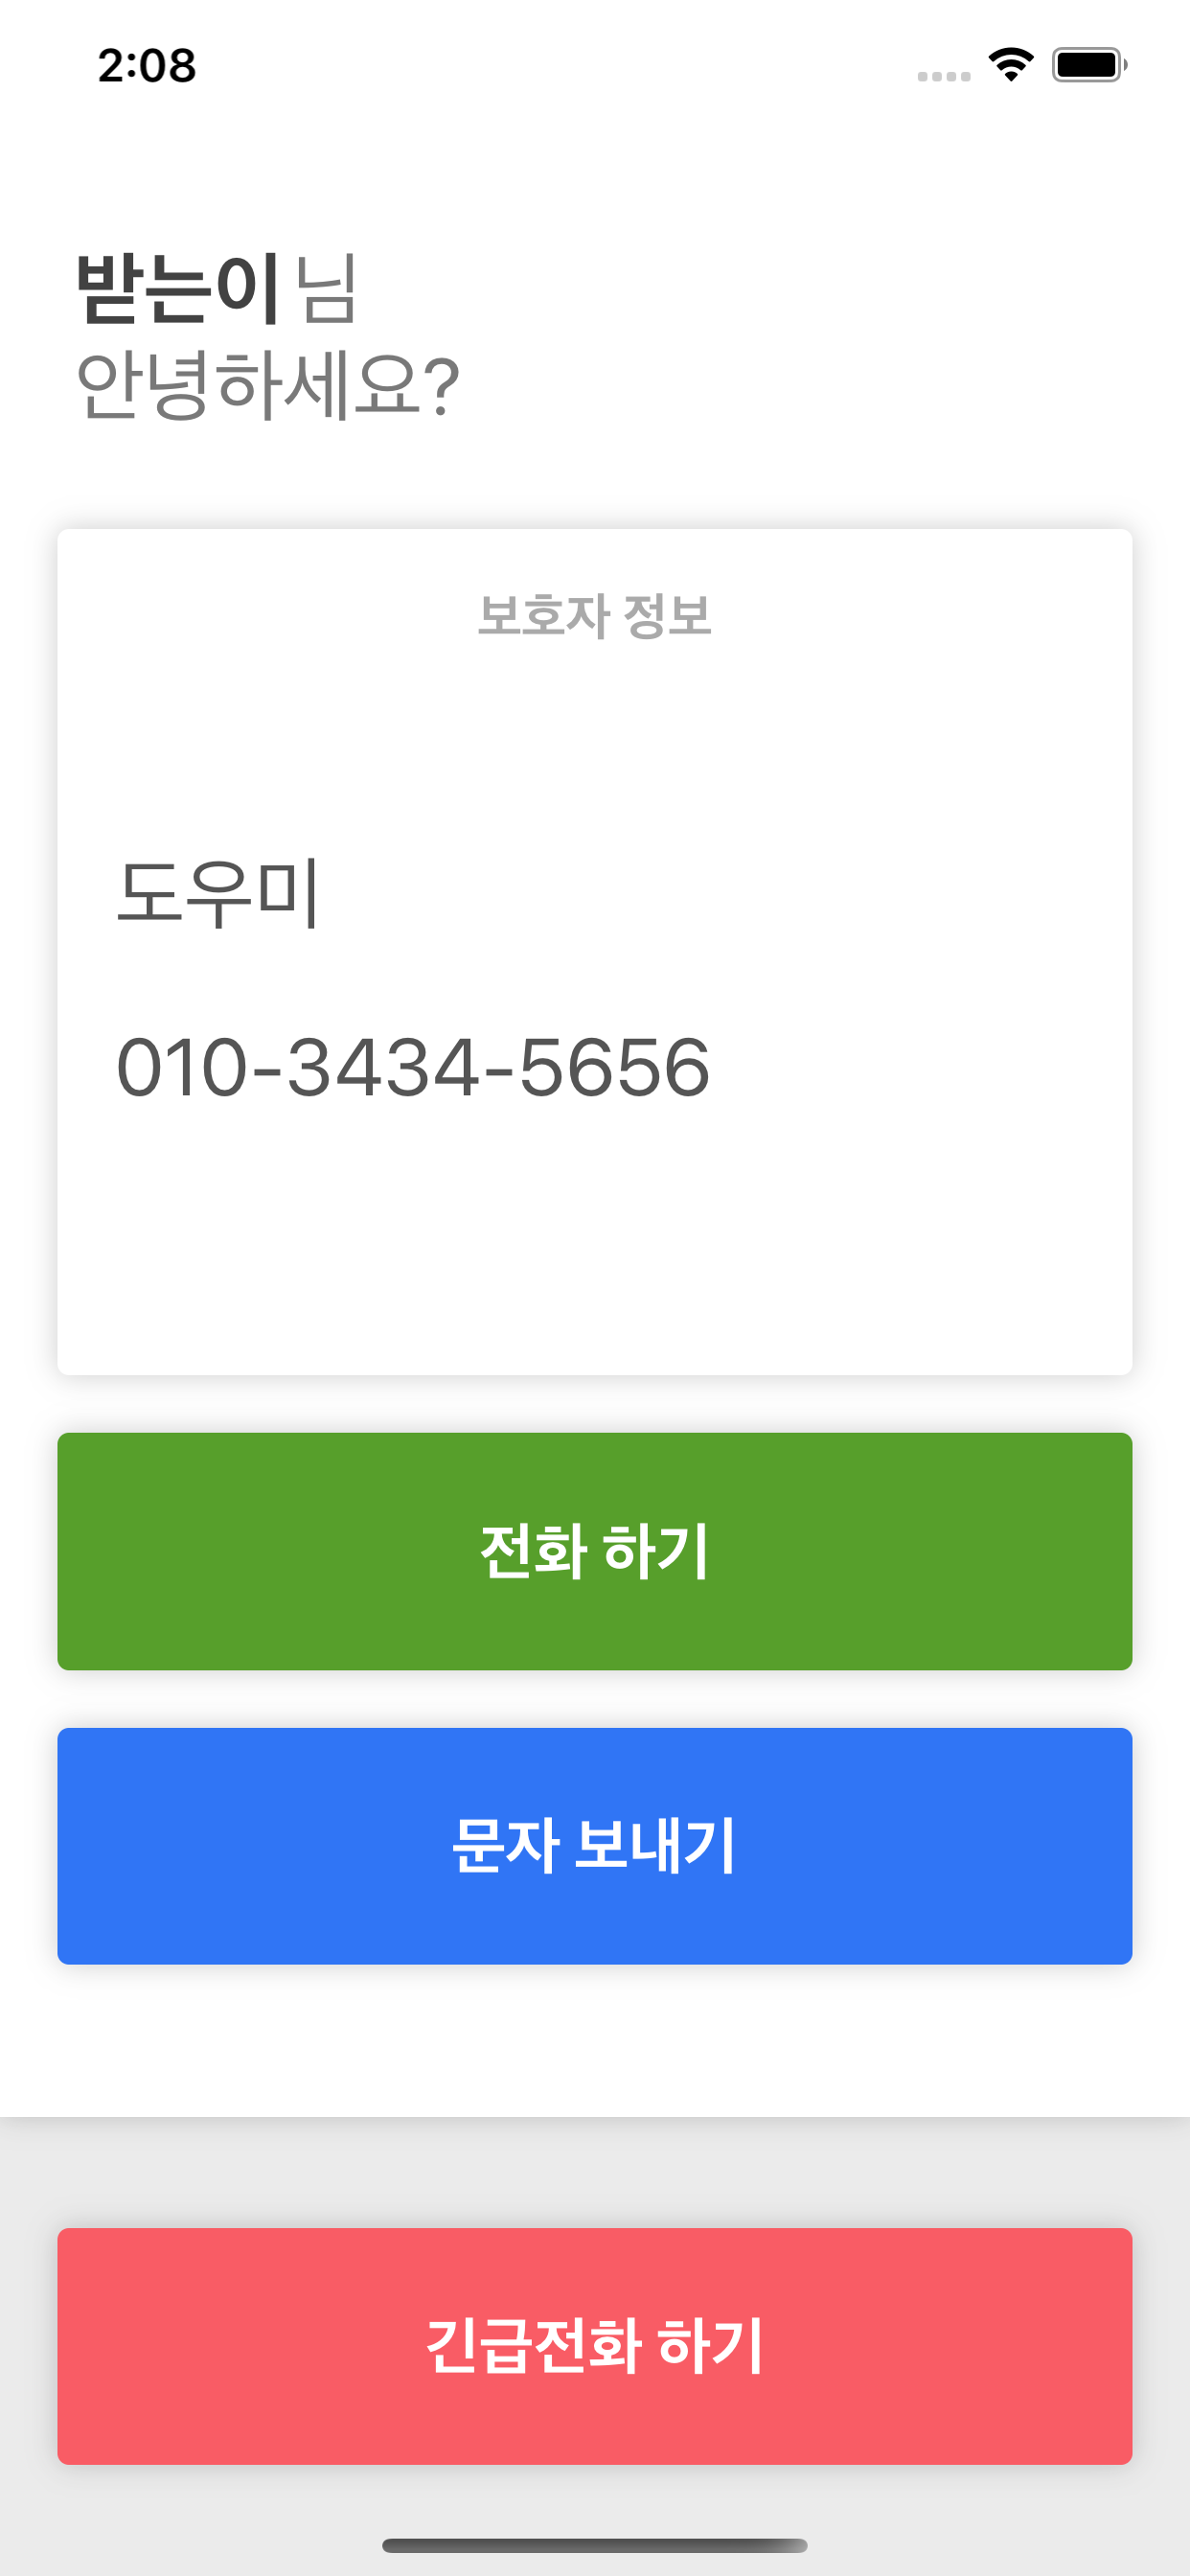 2:08
받는이 님
안녕하세요?
보호자 정보
도우미
010-3434-5656
전화 하기
문자 보내기
긴급전화 하기